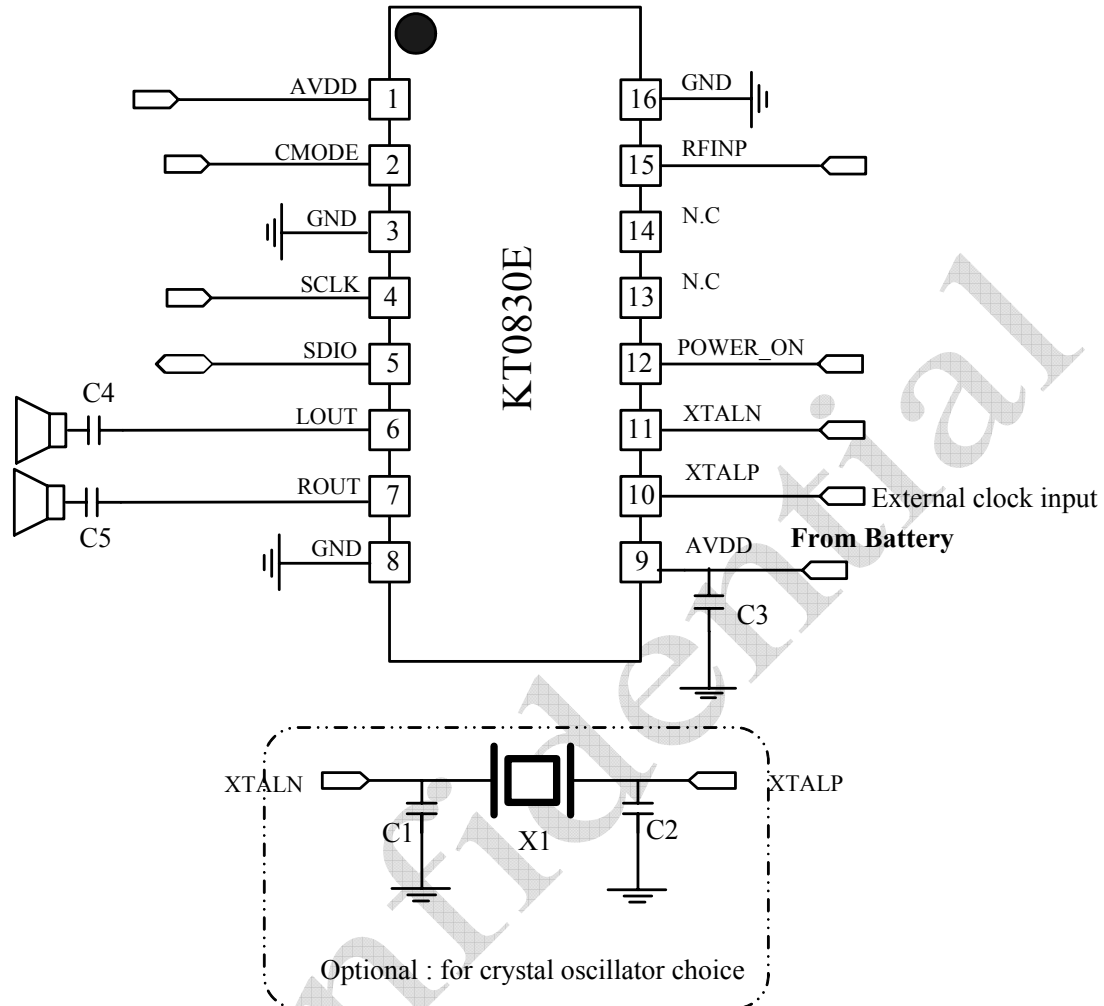 AVDD
1
CMODE
2
GND
3
SCLK
4
SDIO
5
C4
LOUT
6
ROUT
7
C5
GND
8
KT0830E
16
GND
15
RFINP
14
N.C
13
N.C
12
POWER_ON
11
XTALN
10
XTALP
External clock input
9
AVDD
From Battery
C3
XTALN
C1
X1
C2
XTALP
Optional : for crystal oscillator choice
nfidential